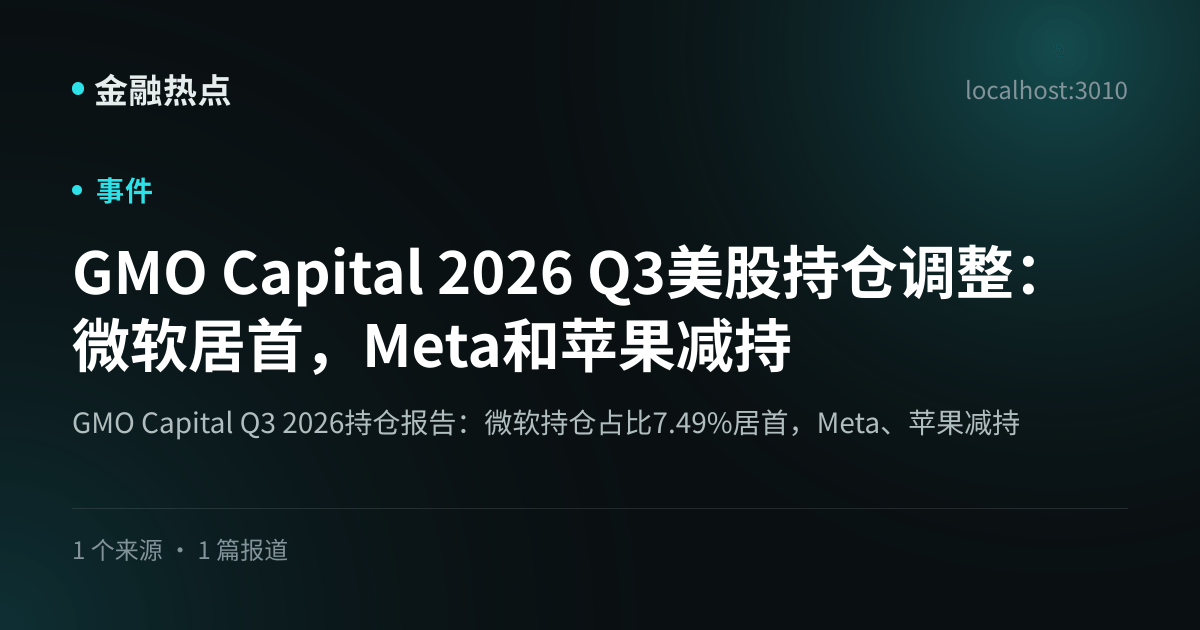 金融热点
localhost:3010
事件
GMO Capital 2026 Q3美股持仓调整：
微软居首，Meta和苹果减持
GMO Capital Q3 2026持仓报告：微软持仓占比7.49%居首，Meta、苹果减持
1 个来源 · 1 篇报道